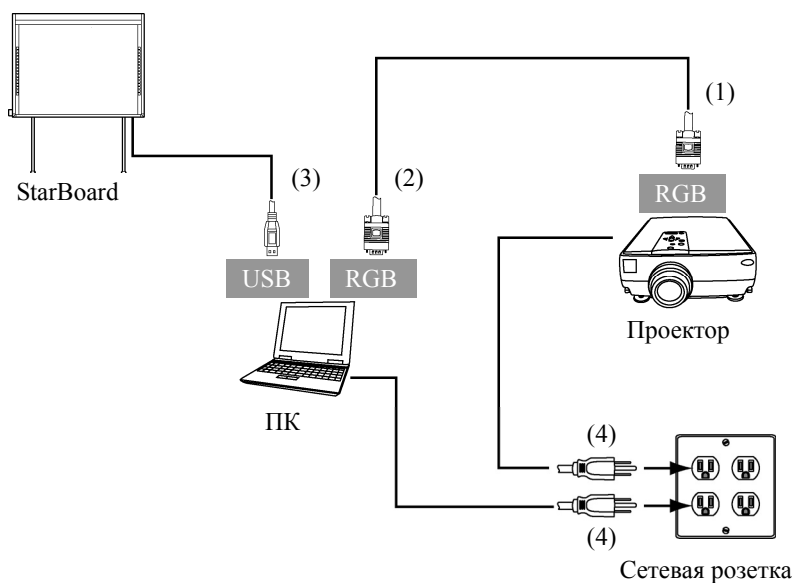 (1)
(3)
(2)
StarBoard
RGB
USB
RGB
Проектор
ПК
(4)
(4)
Сетевая розетка